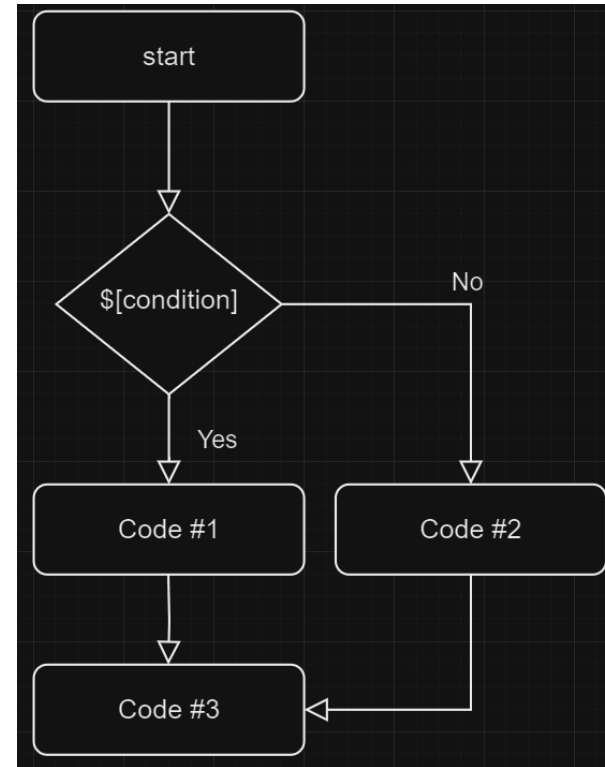 start
$[condition]
No
Yes
Code #1
Code #2
Code #3